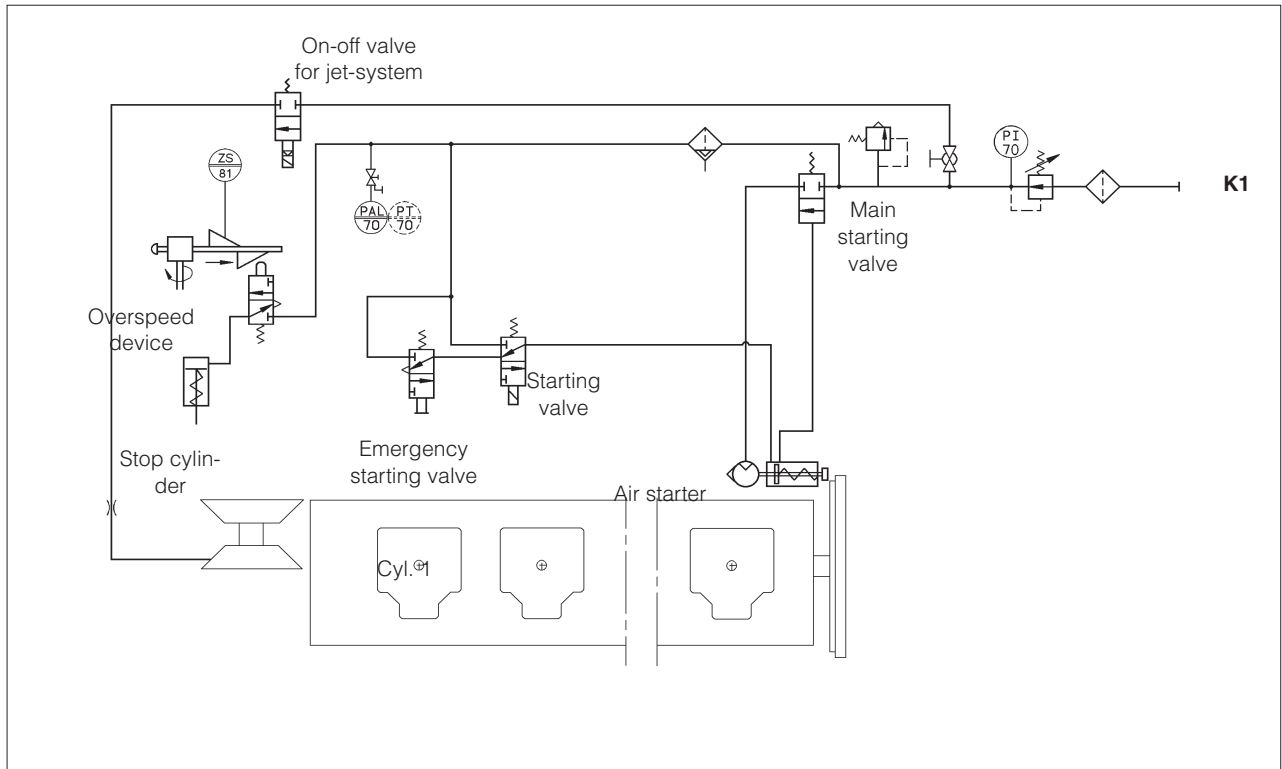 On-off valve
for jet-system
ZS
81
PI
70
K1
PAL
70
PT
70
Main
starting
valve
Overspeed
device
Starting
valve
Emergency
starting valve
Stop cylin-
der
Air starter
Cyl. 1